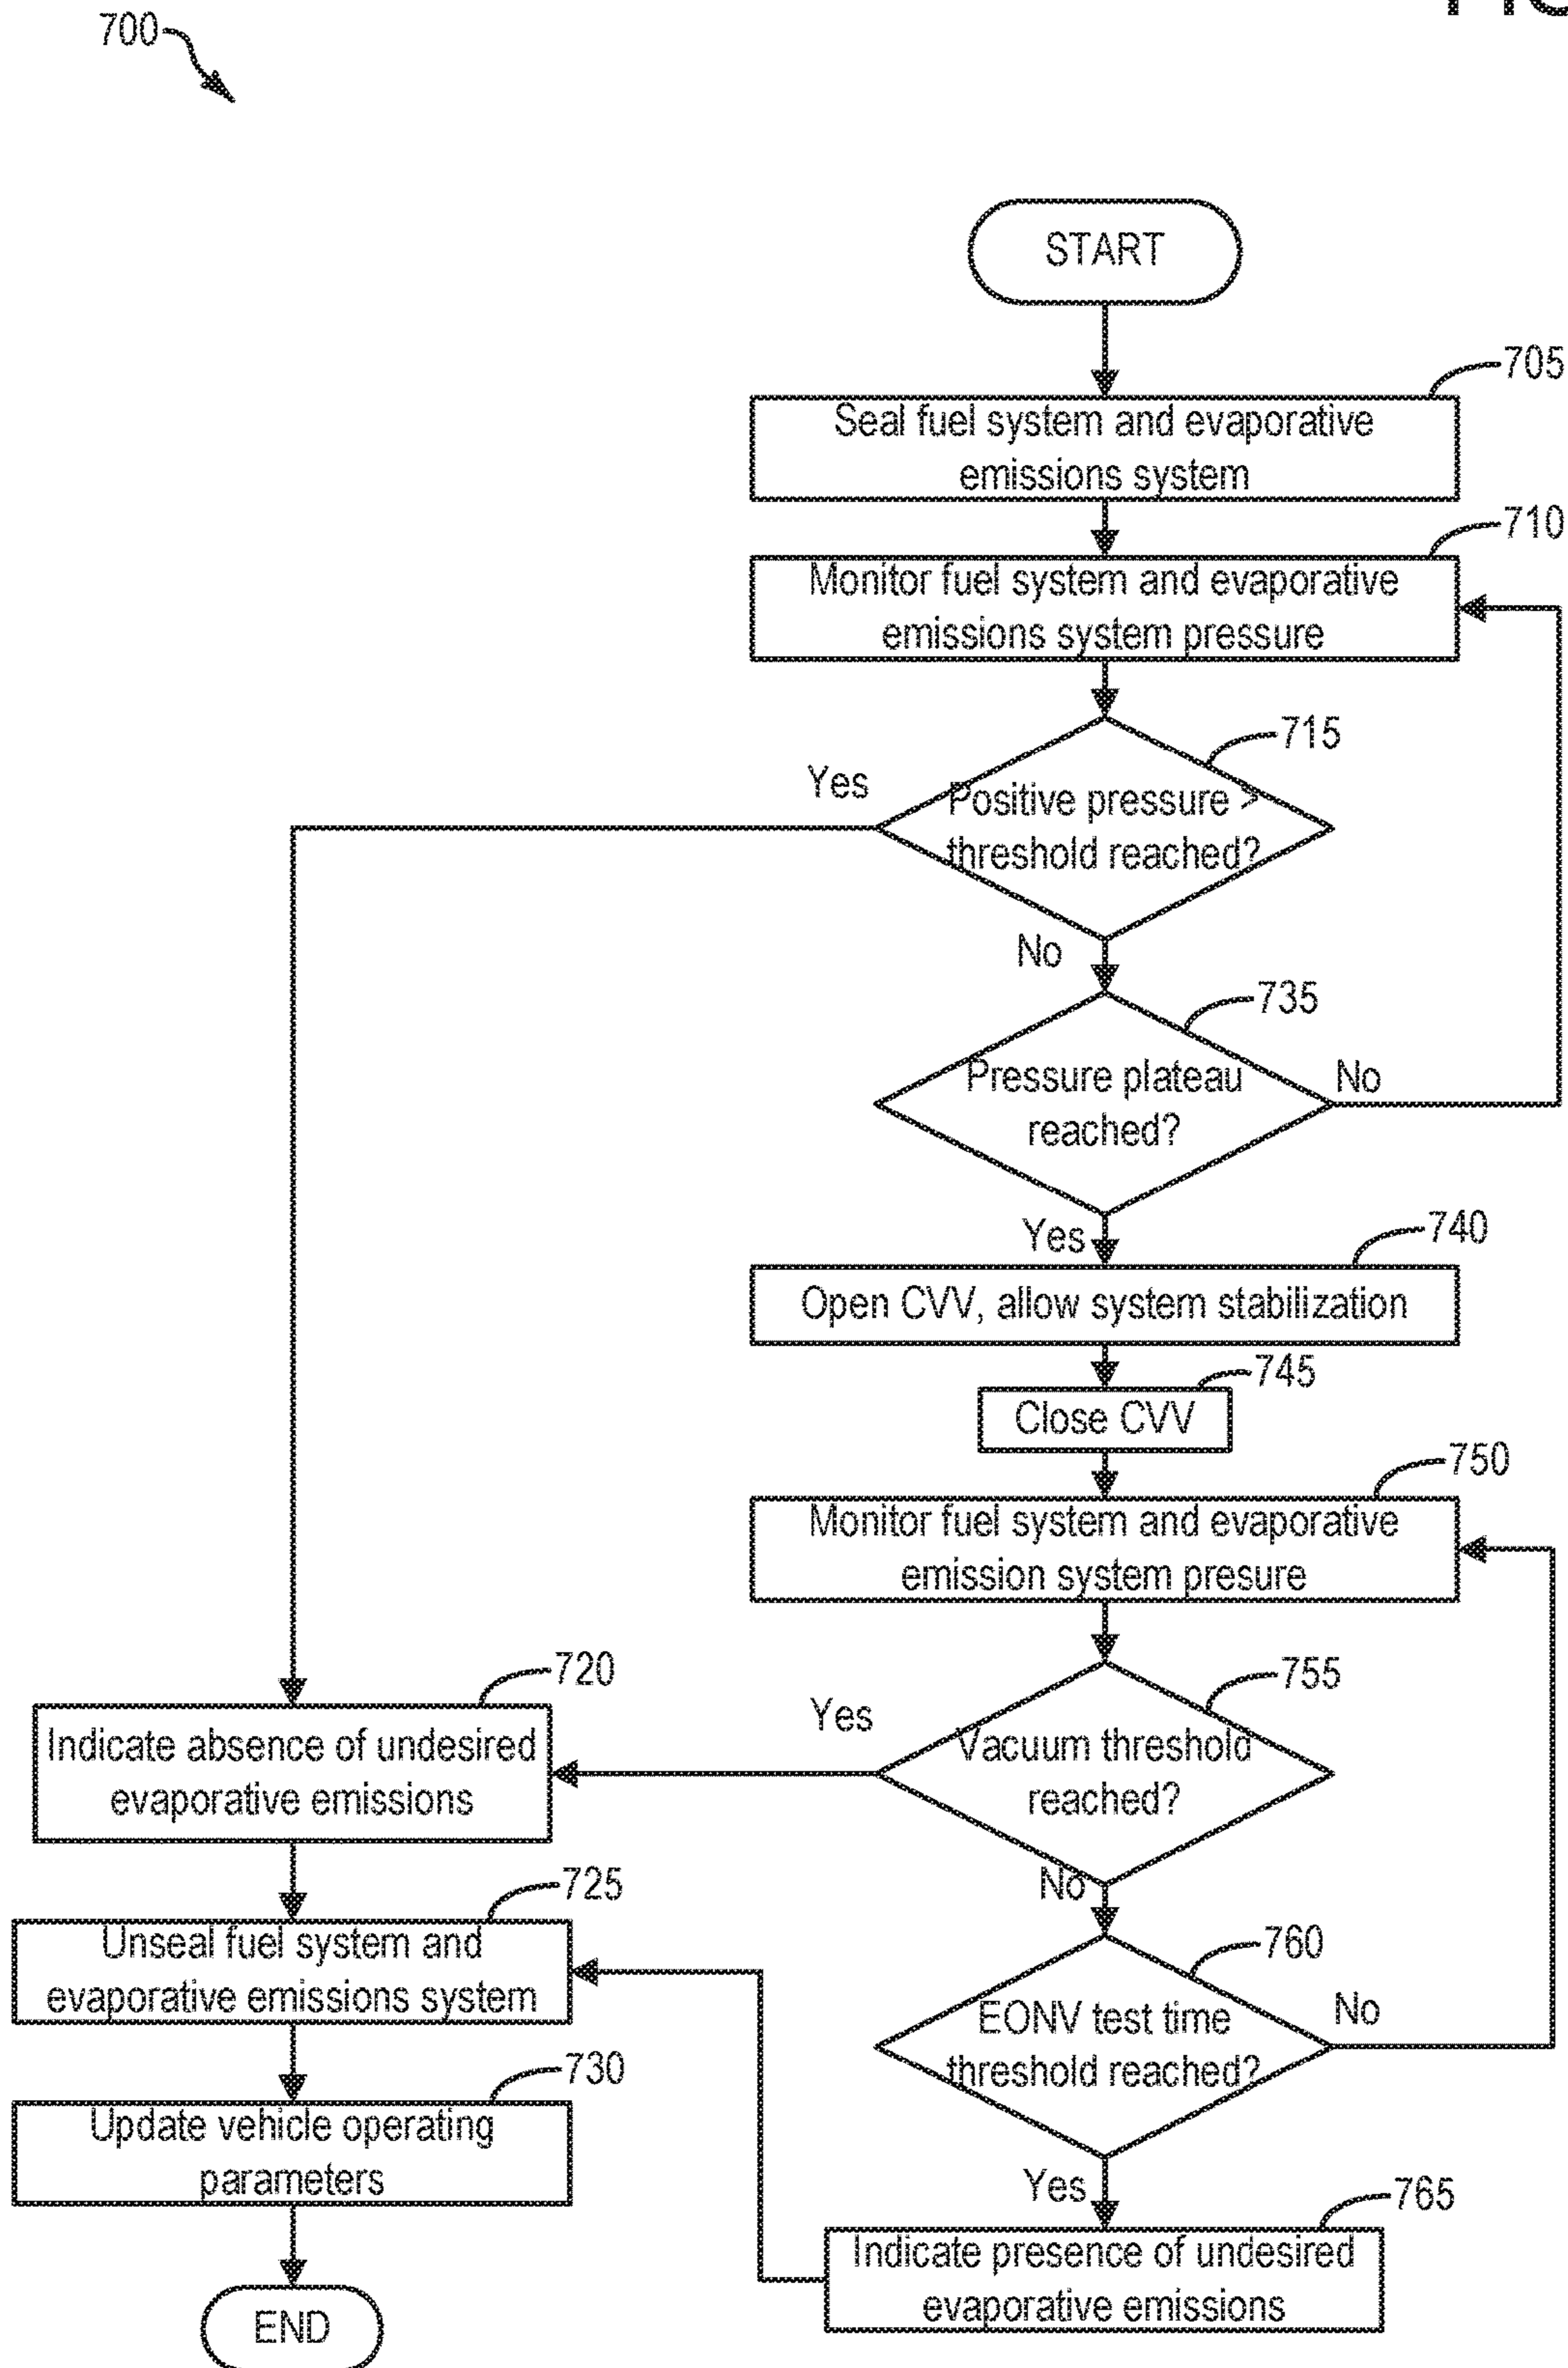 700
START
705
Seal fuel system and evaporative
emissions system
710
Monitor fuel system and evaporative
emissions system pressure
715
Yes
Positive pressure >
threshold reached?
No
735
Pressure plateau
reached?
No
Yes
740
Open CVV, allow system stabilization
745
Close CVV
750
Monitor fuel system and evaporative
emission system presure
755
Yes
Vacuum threshold
reached?
No
720
Indicate absence of undesired
evaporative emissions
725
Unseal fuel system and
evaporative emissions system
760
EONV test time
threshold reached?
No
Yes
730
Update vehicle operating
parameters
765
Indicate presence of undesired
evaporative emissions
END